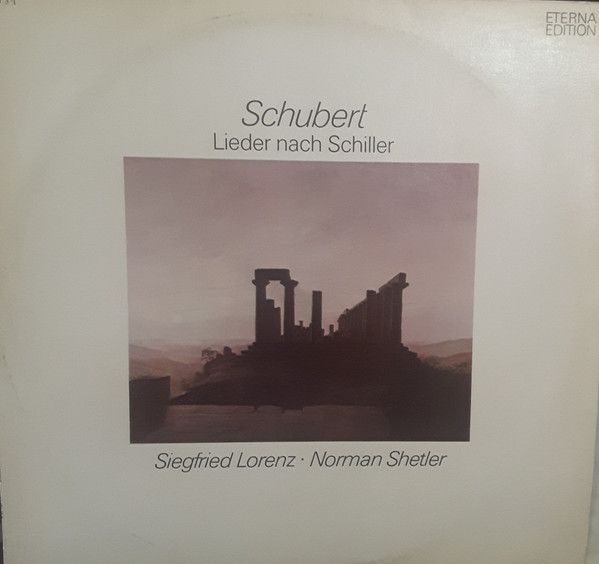 ETERNA
EDITION
Schubert
Lieder nach Schiller
Siegfried Lorenz · Norman Shetler